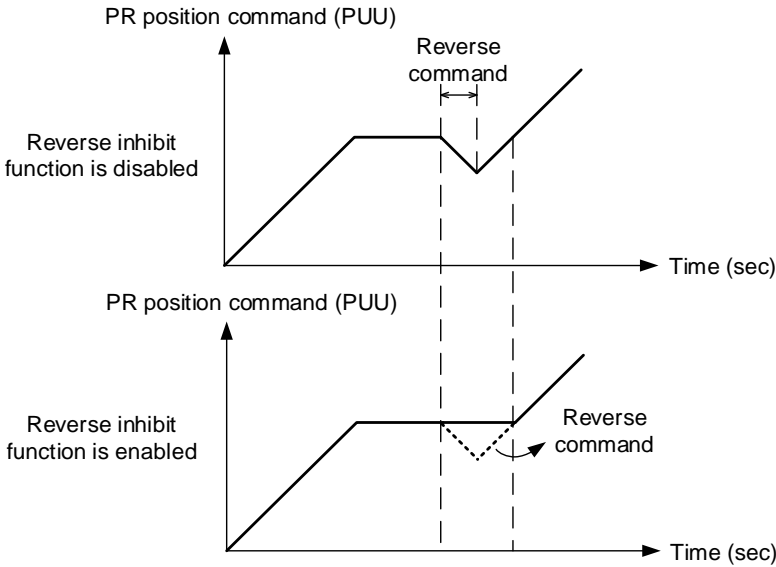 PR position command (PUU)
Reverse
command
Reverse inhibit
function is disabled
Time (sec)
PR position command (PUU)
Reverse inhibit
function is enabled
Reverse
command
Time (sec)